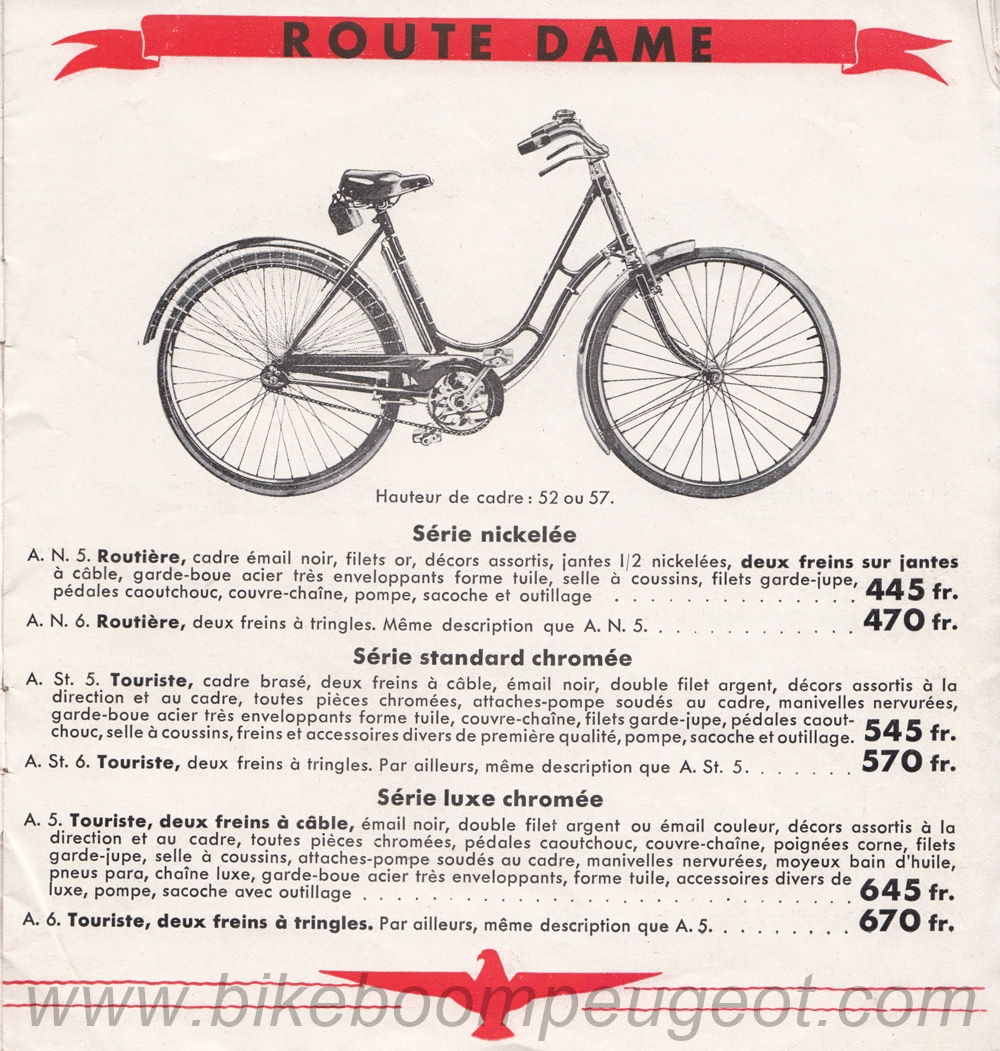 ROUTE DAME
Hauteur de cadre : 52 ou 57.
Série nickelée
A. N. 5. Routière, cadre émail noir, filets or, décors assortis, jantes 1/2 nickelées, deux freins sur jantes
à câble, garde-boue acier très enveloppants forme tuile, selle à coussins, filets garde-jupe,
pédales caoutchouc, couvre-chaîne, pompe, sacoche et outillage . . . . . . . . . . . . . . . 445 fr.
A. N. 6. Routière, deux freins à tringles. Même description que A. N. 5. . . . . . . . . . . . . 470 fr.
Série standard chromée
A. St. 5. Touriste, cadre brasé, deux freins à câble, émail noir, double filet argent, décors assortis à la
direction et au cadre, toutes pièces chromées, attaches-pompe soudés au cadre, manivelles nervurées,
garde-boue acier très enveloppants forme tuile, couvre-chaîne, filets garde-jupe, pédales caout-
chouc, selle à coussins, freins et accessoires divers de première qualité, pompe, sacoche et outillage. 545 fr.
A. St. 6. Touriste, deux freins à tringles. Par ailleurs, même description que A. St. 5. . . . . . . 570 fr.
Série luxe chromée
A. 5. Touriste, deux freins à câble, émail noir, double filet argent ou émail couleur, décors assortis à la
direction et au cadre, toutes pièces chromées, pédales caoutchouc, couvre-chaîne, poignées corne, filets
garde-jupe, selle à coussins, attaches-pompe soudés au cadre, manivelles nervurées, moyeux bain d'huile,
pneus para, chaîne luxe, garde-boue acier très enveloppants, forme tuile, accessoires divers de
luxe, pompe, sacoche avec outillage . . . . . . . . . . . . . . . . . . . . . . . . . . . . . 645 fr.
A. 6. Touriste, deux freins à tringles. Par ailleurs, même description que A. 5. . . . . . . . . 670 fr.
www.bikeboompeugeot.com